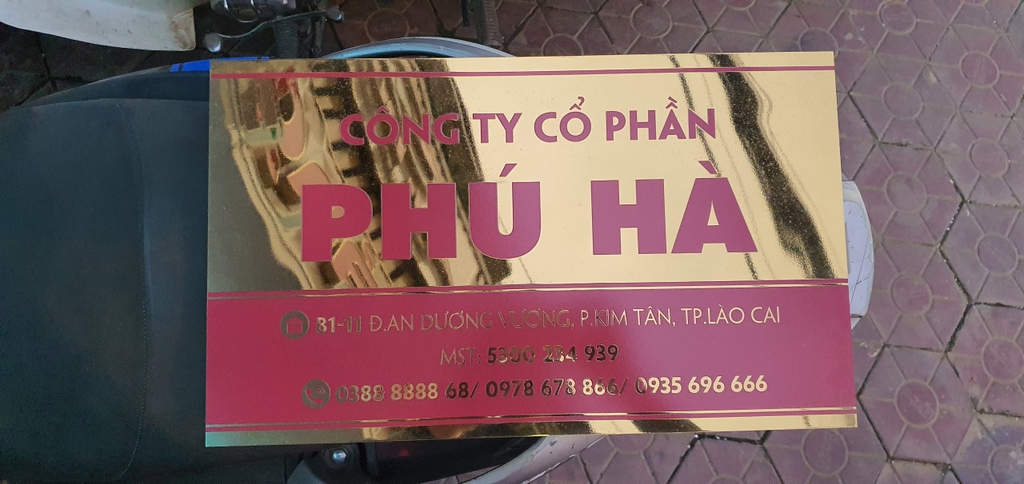 CÔNG TY CỔ PHẦN
PHÚ HÀ
B1-11 Đ.AN DƯƠNG VƯƠNG, P.KIM TÂN, TP.LÀO CAI
MST: 5300 234 939
0388 8888 68/ 0978 678 866/ 0935 696 666